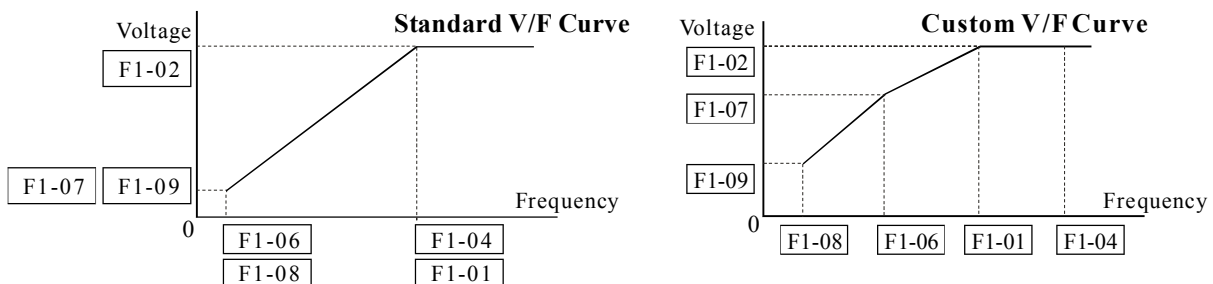 Standard V/F Curve
Voltage
F1-02
F1-07 F1-09
Frequency
0
F1-06 F1-04
F1-08 F1-01
Custom V/F Curve
Voltage
F1-02
F1-07
F1-09
Frequency
0
F1-08 F1-06 F1-01 F1-04